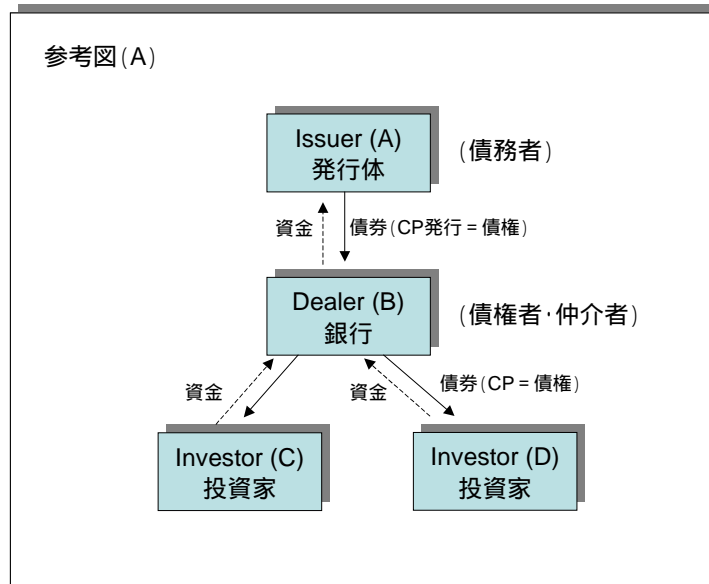 参考図(A)
Issuer (A)
発行体
(債務者)
資金
債券(CP発行=債権)
Dealer (B)
銀行
(債権者・仲介者)
資金
資金
債券(CP=債権)
Investor (C)
投資家
Investor (D)
投資家